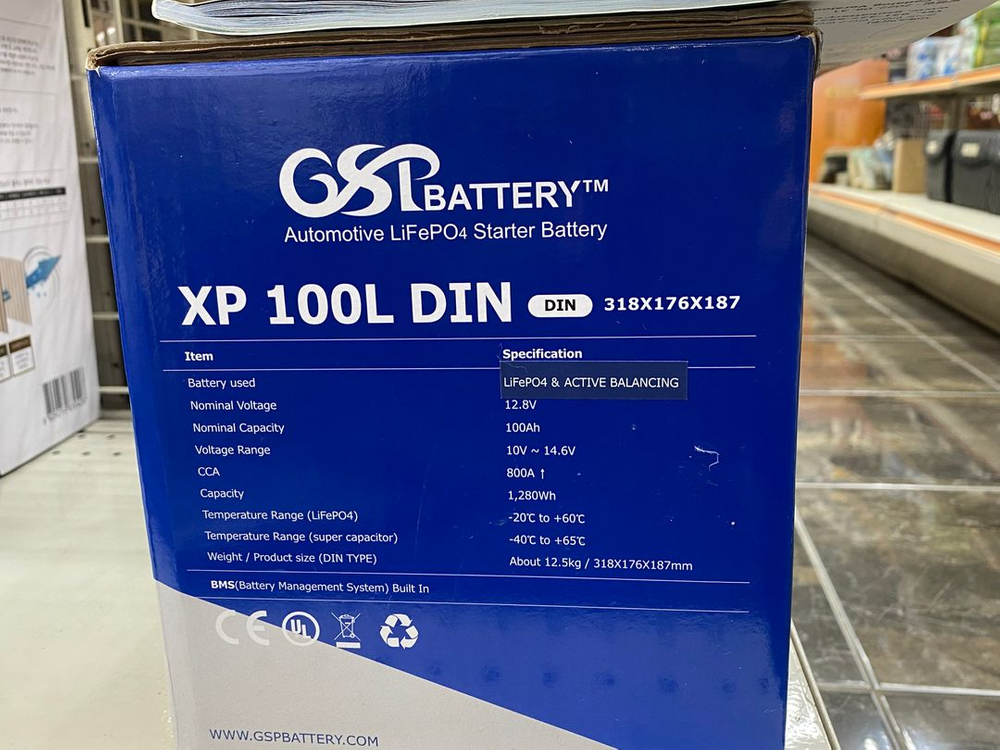 GSP BATTERY™
Automotive LiFePO4 Starter Battery
XP 100L DIN DIN 318X176X187
Item Specification
Battery used LiFePO4 & ACTIVE BALANCING
Nominal Voltage 12.8V
Nominal Capacity 100Ah
Voltage Range 10V ~ 14.6V
CCA 800A ↑
Capacity 1,280Wh
Temperature Range (LiFePO4) -20℃ to +60℃
Temperature Range (super capacitor) -40℃ to +65℃
Weight / Product size (DIN TYPE) About 12.5kg / 318X176X187mm
BMS(Battery Management System) Built In
CE UL
WWW.GSPBATTERY.COM